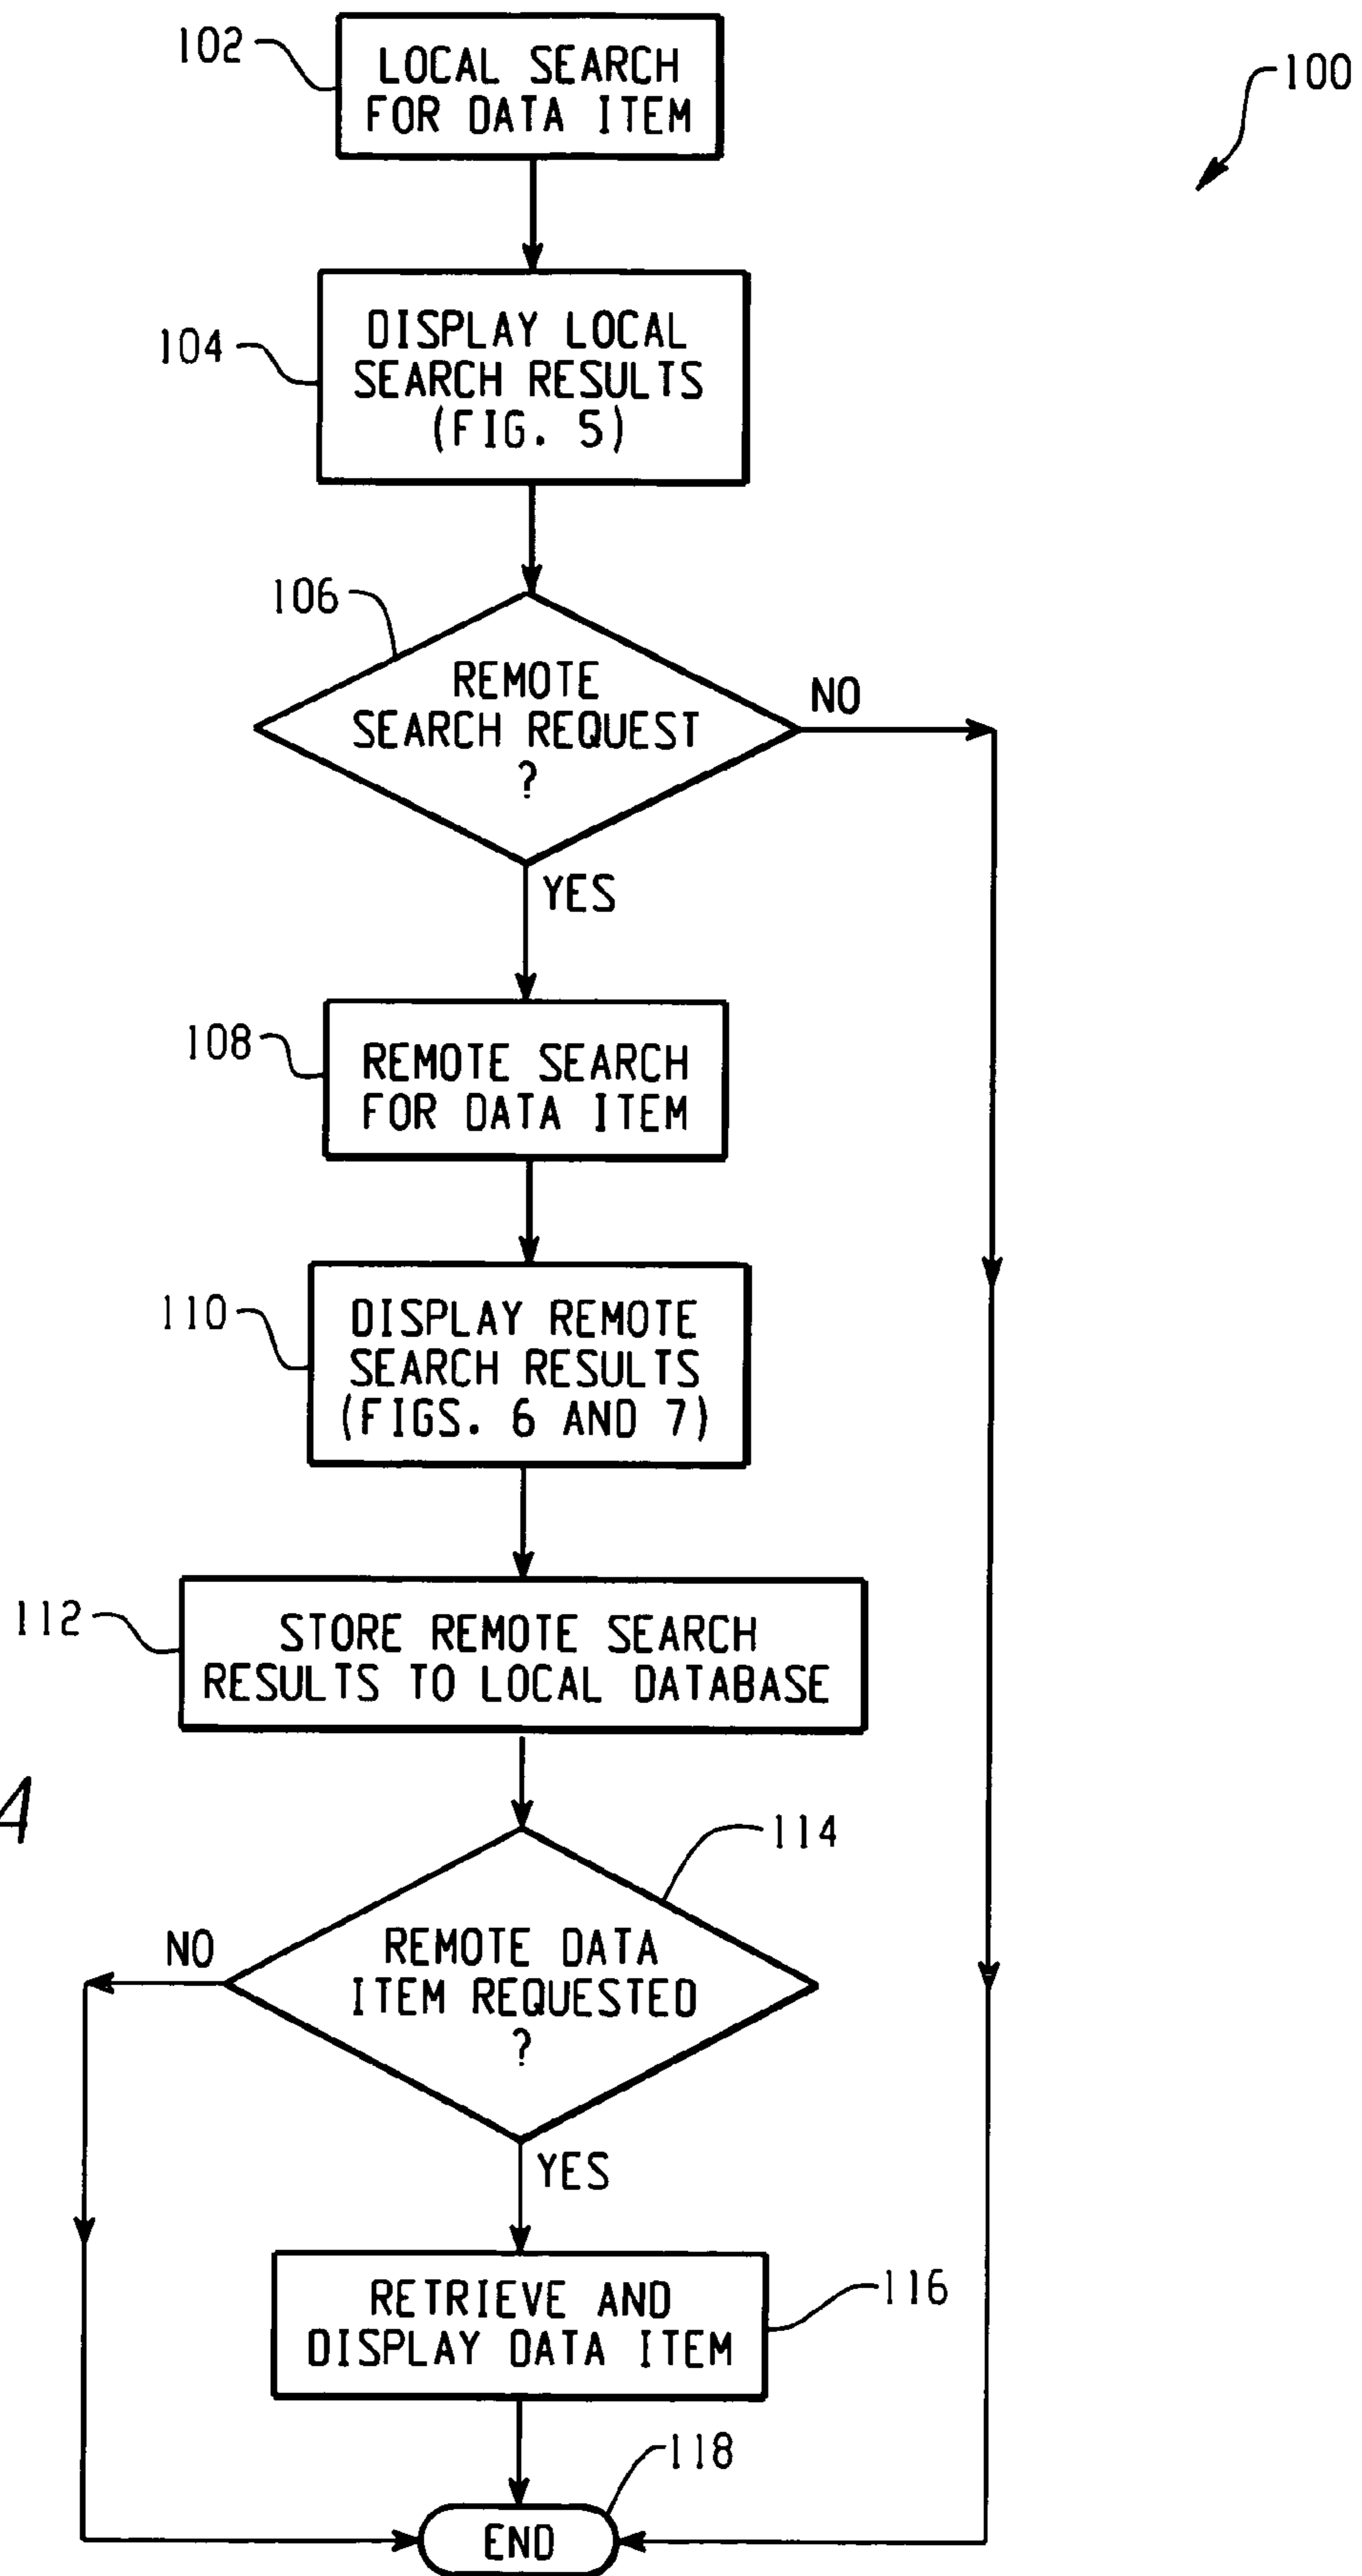 102
LOCAL SEARCH
FOR DATA ITEM
100
104
DISPLAY LOCAL
SEARCH RESULTS
(FIG. 5)
106
REMOTE
SEARCH REQUEST
?
NO
YES
108
REMOTE SEARCH
FOR DATA ITEM
110
DISPLAY REMOTE
SEARCH RESULTS
(FIGS. 6 AND 7)
112
STORE REMOTE SEARCH
RESULTS TO LOCAL DATABASE
4
114
NO
REMOTE DATA
ITEM REQUESTED
?
YES
RETRIEVE AND
DISPLAY DATA ITEM
116
118
END